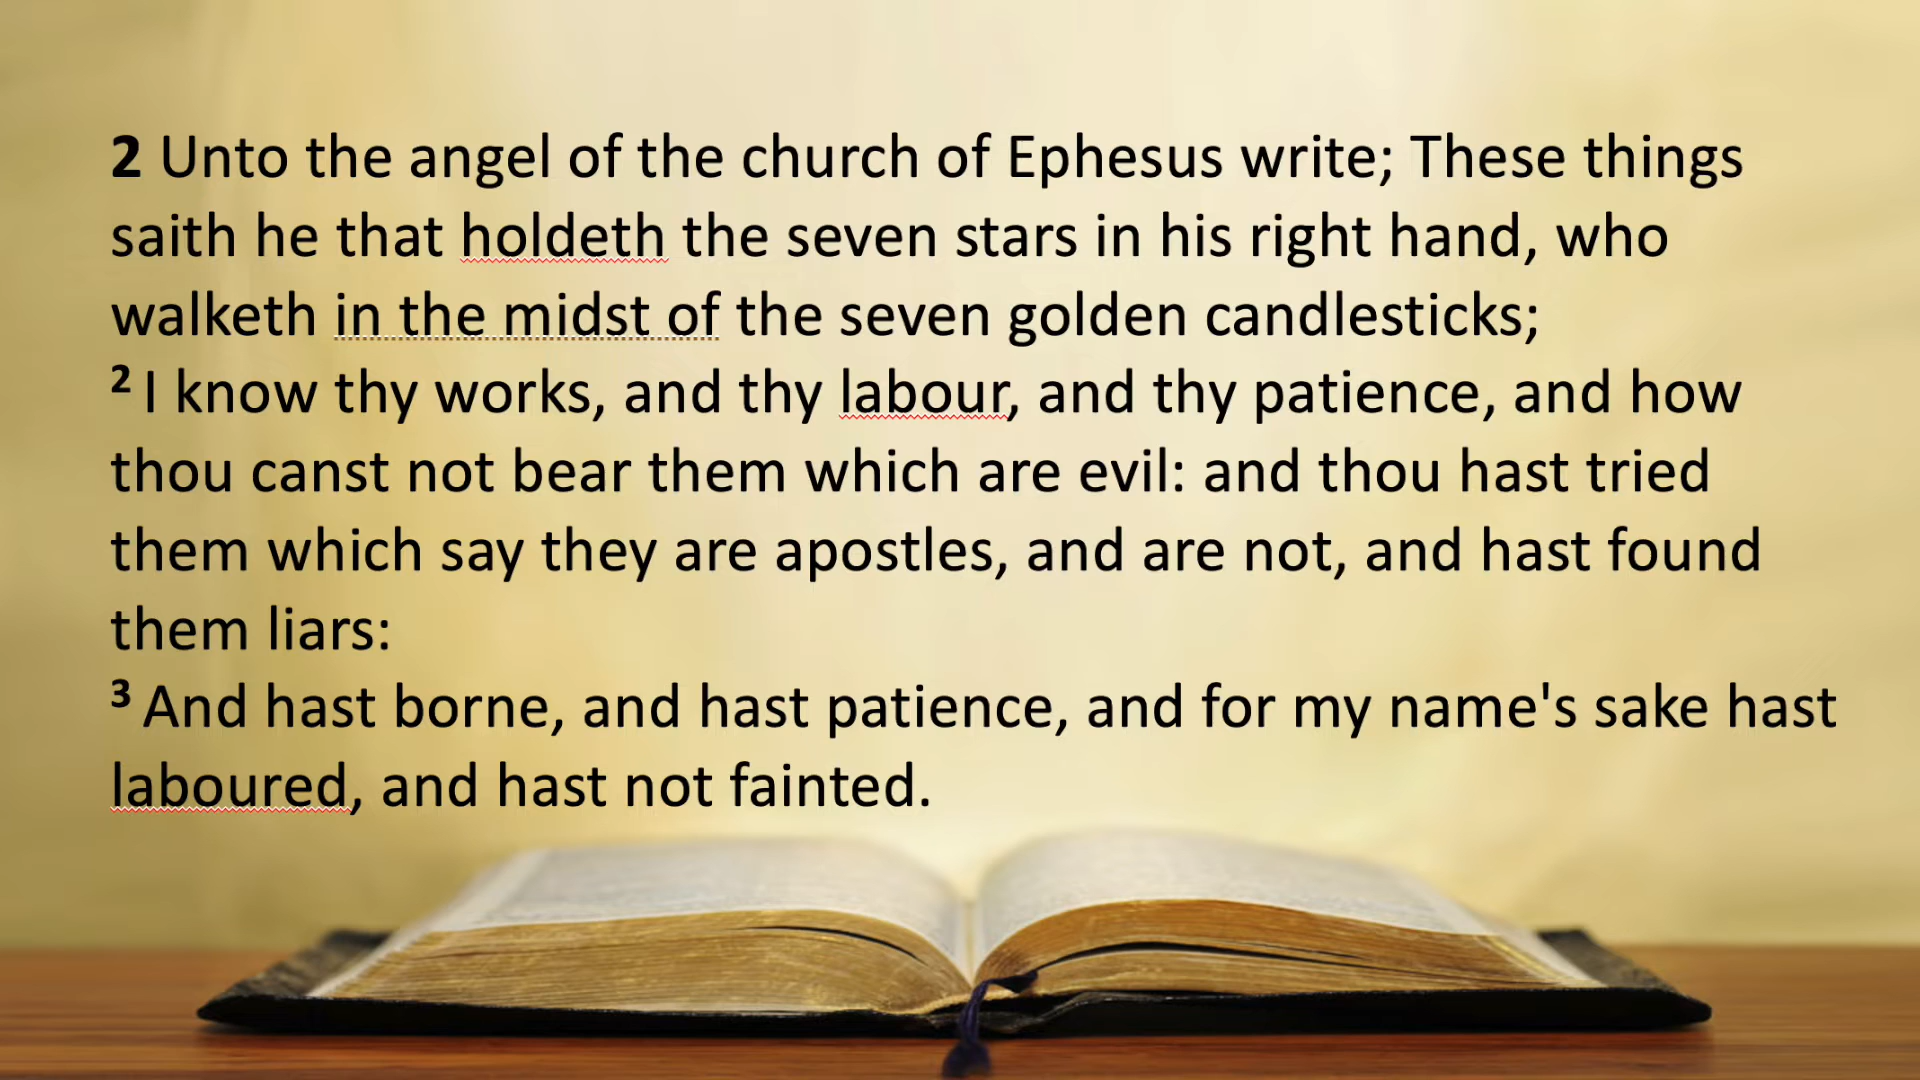 2 Unto the angel of the church of Ephesus write; These things
saith he that holdeth the seven stars in his right hand, who
walketh in the midst of the seven golden candlesticks;
2 I know thy works, and thy labour, and thy patience, and how
thou canst not bear them which are evil: and thou hast tried
them which say they are apostles, and are not, and hast found
them liars:
3 And hast borne, and hast patience, and for my name's sake hast
laboured, and hast not fainted.